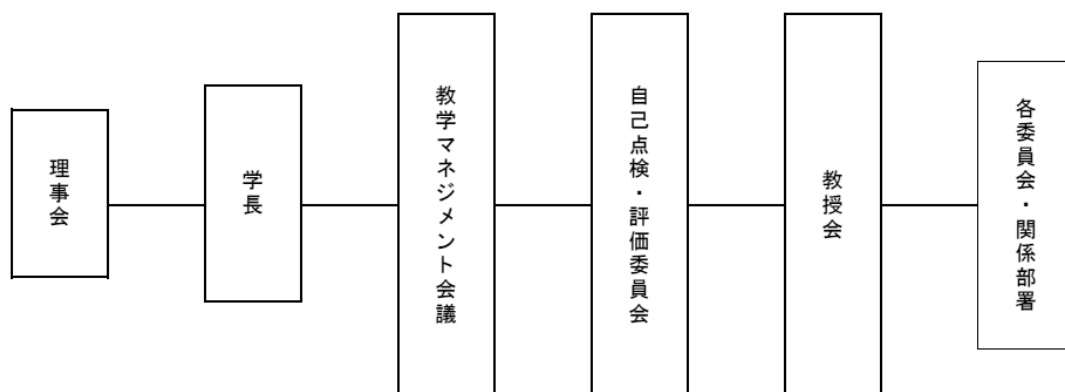 理事会
学長
教学マネジメント会議
自己点検・評価委員会
教授会
各委員会・関係部署